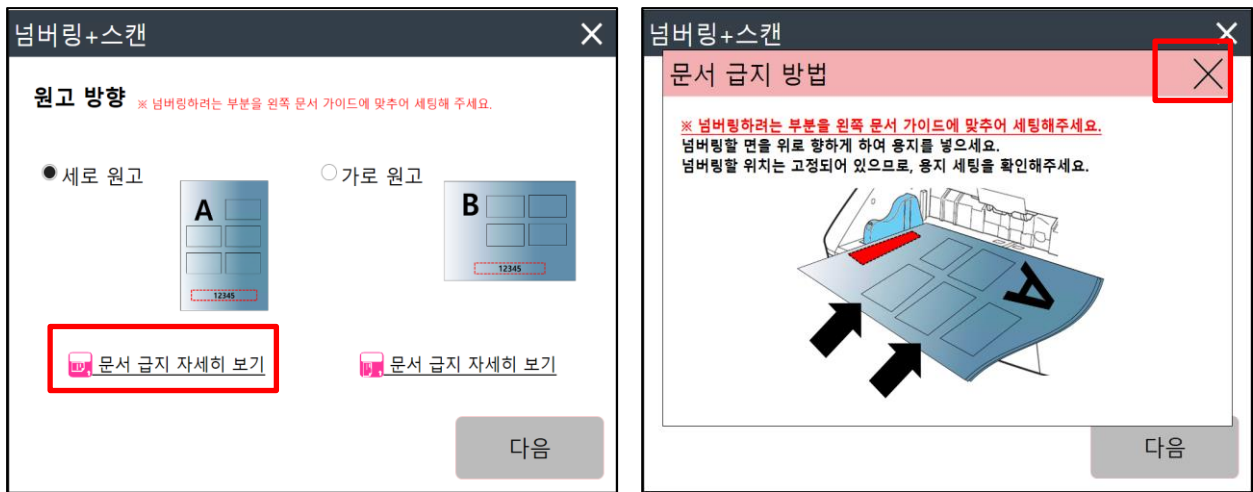 넘버링+스캔
원고 방향 ※ 넘버링하려는 부분을 왼쪽 문서 가이드에 맞추어 세팅해 주세요.
세로 원고
가로 원고
A
12345
B
12345
문서 급지 자세히 보기
문서 급지 자세히 보기
다음
넘버링+스캔
문서 급지 방법
※ 넘버링하려는 부분을 왼쪽 문서 가이드에 맞추어 세팅해주세요.
넘버링할 면을 위로 향하게 하여 용지를 넣으세요.
넘버링할 위치는 고정되어 있으므로, 용지 세팅을 확인해주세요.
A
다음